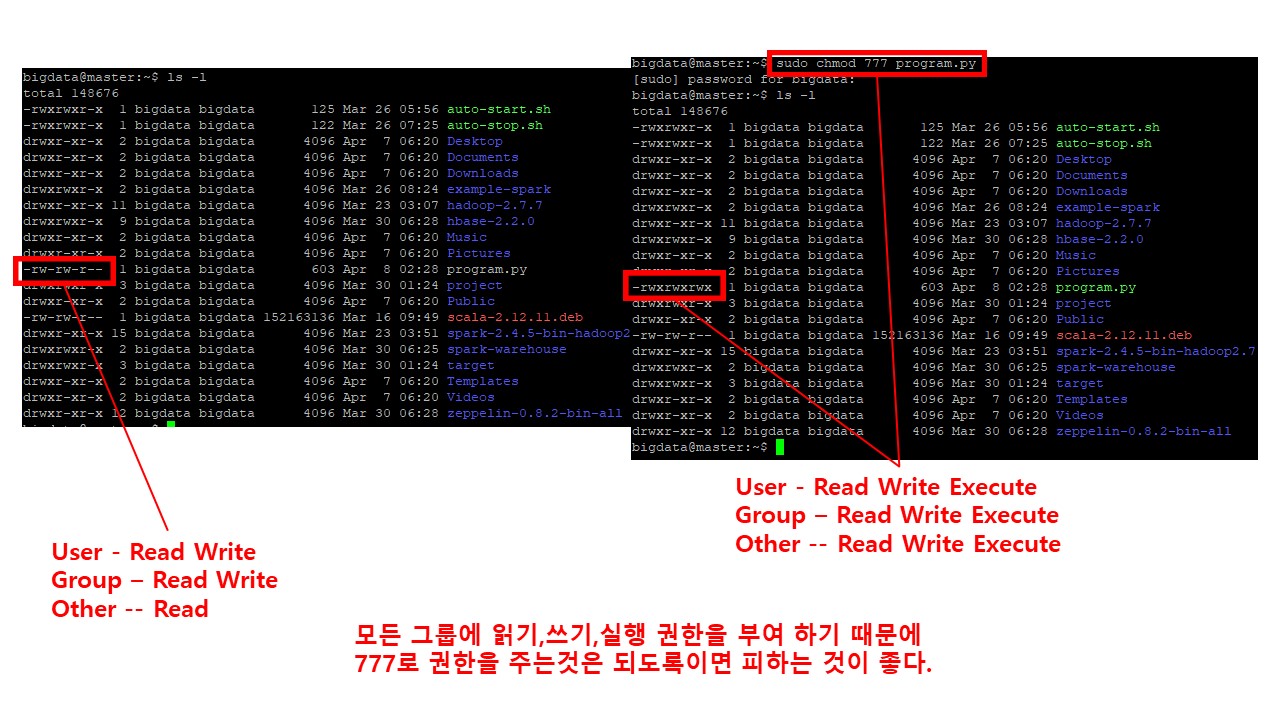 bigdata@master:~$ ls -l
total 148676
-rwxrwxr-x 1 bigdata bigdata 125 Mar 26 05:56 auto-start.sh
-rwxrwxr-x 1 bigdata bigdata 122 Mar 26 07:25 auto-stop.sh
drwxr-xr-x 2 bigdata bigdata 4096 Apr 7 06:20 Desktop
drwxr-xr-x 2 bigdata bigdata 4096 Apr 7 06:20 Documents
drwxr-xr-x 2 bigdata bigdata 4096 Apr 7 06:20 Downloads
drwxrwxr-x 2 bigdata bigdata 4096 Mar 26 08:24 example-spark
drwxr-xr-x 11 bigdata bigdata 4096 Mar 23 03:07 hadoop-2.7.7
drwxrwxr-x 9 bigdata bigdata 4096 Mar 30 06:28 hbase-2.2.0
drwxr-xr-x 2 bigdata bigdata 4096 Apr 7 06:20 Music
drwxr-xr-x 2 bigdata bigdata 4096 Apr 7 06:20 Pictures
-rw-rw-r-- 1 bigdata bigdata 603 Apr 8 02:28 program.py
drwxrwxr-x 3 bigdata bigdata 4096 Mar 30 01:24 project
drwxr-xr-x 2 bigdata bigdata 4096 Apr 7 06:20 Public
-rw-rw-r-- 1 bigdata bigdata 152163136 Mar 16 09:49 scala-2.12.11.deb
drwxr-xr-x 15 bigdata bigdata 4096 Mar 23 03:51 spark-2.4.5-bin-hadoop2
drwxrwxr-x 2 bigdata bigdata 4096 Mar 30 06:25 spark-warehouse
drwxrwxr-x 3 bigdata bigdata 4096 Mar 30 01:24 target
drwxr-xr-x 2 bigdata bigdata 4096 Apr 7 06:20 Templates
drwxr-xr-x 2 bigdata bigdata 4096 Apr 7 06:20 Videos
drwxr-xr-x 12 bigdata bigdata 4096 Mar 30 06:28 zeppelin-0.8.2-bin-all
User - Read Write
Group – Read Write
Other -- Read
bigdata@master:~$ sudo chmod 777 program.py
[sudo] password for bigdata:
bigdata@master:~$ ls -l
total 148676
-rwxrwxr-x 1 bigdata bigdata 125 Mar 26 05:56 auto-start.sh
-rwxrwxr-x 1 bigdata bigdata 122 Mar 26 07:25 auto-stop.sh
drwxr-xr-x 2 bigdata bigdata 4096 Apr 7 06:20 Desktop
drwxr-xr-x 2 bigdata bigdata 4096 Apr 7 06:20 Documents
drwxr-xr-x 2 bigdata bigdata 4096 Apr 7 06:20 Downloads
drwxrwxr-x 2 bigdata bigdata 4096 Mar 26 08:24 example-spark
drwxr-xr-x 11 bigdata bigdata 4096 Mar 23 03:07 hadoop-2.7.7
drwxrwxr-x 9 bigdata bigdata 4096 Mar 30 06:28 hbase-2.2.0
drwxr-xr-x 2 bigdata bigdata 4096 Apr 7 06:20 Music
drwxr-xr-x 2 bigdata bigdata 4096 Apr 7 06:20 Pictures
-rwxrwxrwx 1 bigdata bigdata 603 Apr 8 02:28 program.py
drwxrwxr-x 3 bigdata bigdata 4096 Mar 30 01:24 project
drwxr-xr-x 2 bigdata bigdata 4096 Apr 7 06:20 Public
-rw-rw-r-- 1 bigdata bigdata 152163136 Mar 16 09:49 scala-2.12.11.deb
drwxr-xr-x 15 bigdata bigdata 4096 Mar 23 03:51 spark-2.4.5-bin-hadoop2.7
drwxrwxr-x 2 bigdata bigdata 4096 Mar 30 06:25 spark-warehouse
drwxrwxr-x 3 bigdata bigdata 4096 Mar 30 01:24 target
drwxr-xr-x 2 bigdata bigdata 4096 Apr 7 06:20 Templates
drwxr-xr-x 2 bigdata bigdata 4096 Apr 7 06:20 Videos
drwxr-xr-x 12 bigdata bigdata 4096 Mar 30 06:28 zeppelin-0.8.2-bin-all
bigdata@master:~$
User - Read Write Execute
Group – Read Write Execute
Other -- Read Write Execute
모든 그룹에 읽기,쓰기,실행 권한을 부여 하기 때문에
777로 권한을 주는것은 되도록이면 피하는 것이 좋다.